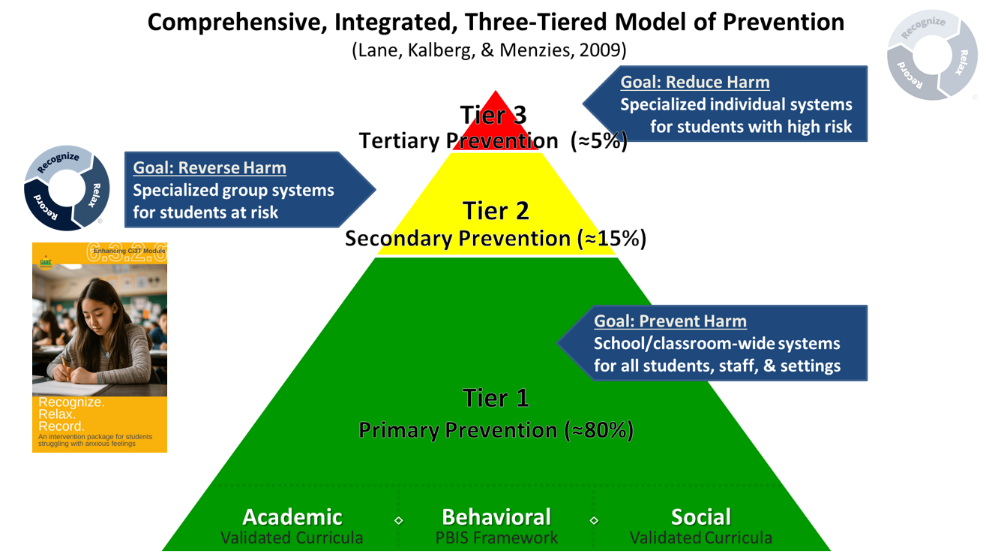 Comprehensive, Integrated, Three-Tiered Model of Prevention
(Lane, Kalberg, & Menzies, 2009)
Recognize
Relax
Record
Goal: Reduce Harm
Specialized individual systems
for students with high risk
Tier 3
Tertiary Prevention (≈5%)
Recognize
Relax
Record
©
Goal: Reverse Harm
Specialized group systems
for students at risk
Tier 2
Secondary Prevention (≈15%)
Enhancing Ci3T Modules
Recognize.
Relax.
Record.
An intervention package for students
struggling with anxious feelings
Goal: Prevent Harm
School/classroom-wide systems
for all students, staff, & settings
Tier 1
Primary Prevention (≈80%)
Academic ◇ Behavioral ◇ Social
Validated Curricula PBIS Framework Validated Curricula